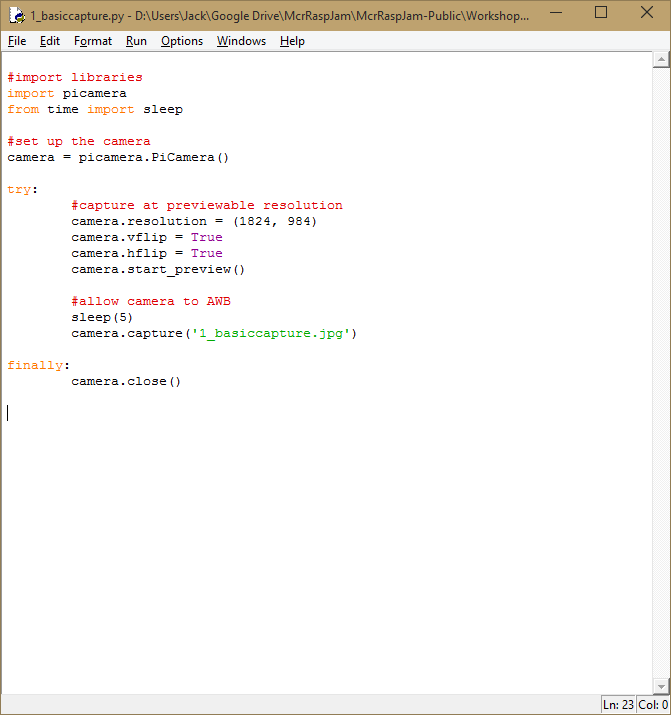 1_basiccapture.py - D:\Users\Jack\Google Drive\McrRaspJam\McrRaspJam-Public\Workshop...
File Edit Format Run Options Windows Help
#import libraries
import picamera
from time import sleep
#set up the camera
camera = picamera.PiCamera()
try:
#capture at previewable resolution
camera.resolution = (1824, 984)
camera.vflip = True
camera.hflip = True
camera.start_preview()
#allow camera to AWB
sleep(5)
camera.capture('1_basiccapture.jpg')
finally:
camera.close()
Ln: 23 Col: 0